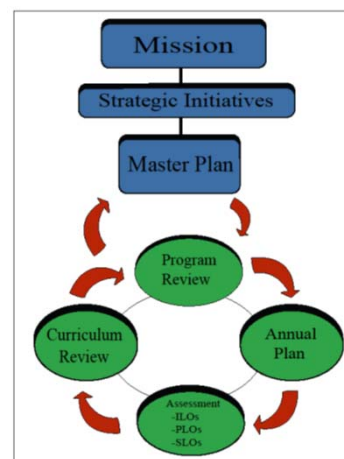 Mission
Strategic Initiatives
Master Plan
Program
Review
Curriculum
Review
Annual
Plan
Assessment
-ILOs
-PLOs
-SLOs